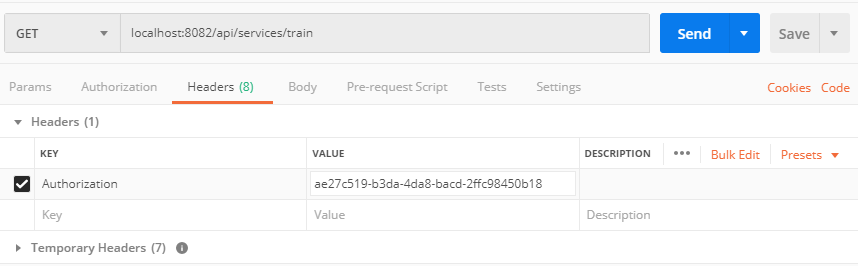 GET localhost:8082/api/services/train Send Save
Params Authorization Headers (8) Body Pre-request Script Tests Settings Cookies Code
Headers (1)
KEY VALUE DESCRIPTION ••• Bulk Edit Presets
Authorization ae27c519-b3da-4da8-bacd-2ffc98450b18
Key Value Description
Temporary Headers (7) i